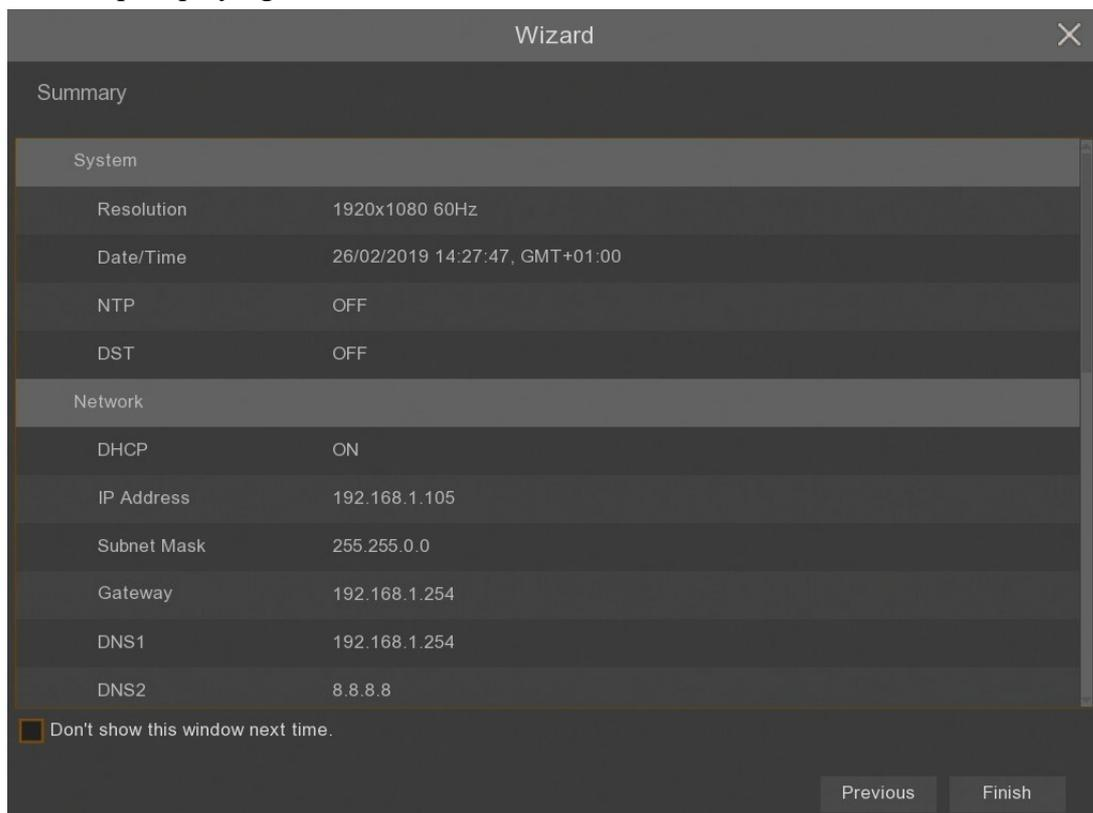 Wizard
Summary
System
Resolution 1920x1080 60Hz
Date/Time 26/02/2019 14:27:47, GMT+01:00
NTP OFF
DST OFF
Network
DHCP ON
IP Address 192.168.1.105
Subnet Mask 255.255.0.0
Gateway 192.168.1.254
DNS1 192.168.1.254
DNS2 8.8.8.8
Don't show this window next time.
Previous Finish